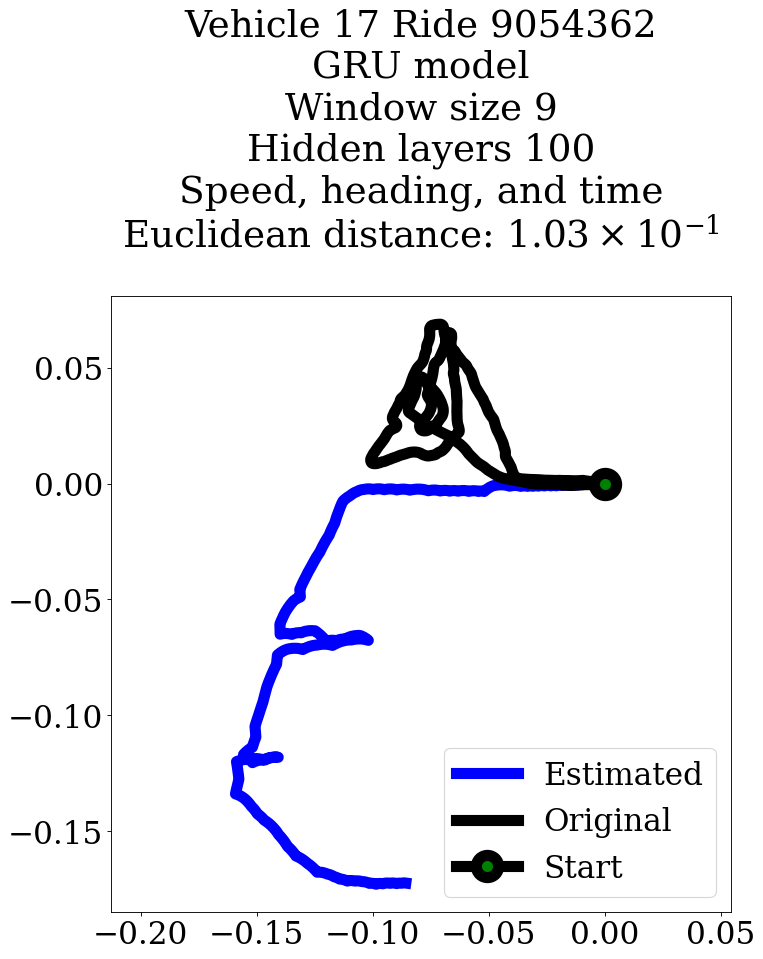 Vehicle 17 Ride 9054362
GRU model
Window size 9
Hidden layers 100
Speed, heading, and time
Euclidean distance: 1.03 × 10⁻¹
0.05
0.00
−0.05
−0.10
−0.15
Estimated
Original
Start
−0.20 −0.15 −0.10 −0.05 0.00 0.05